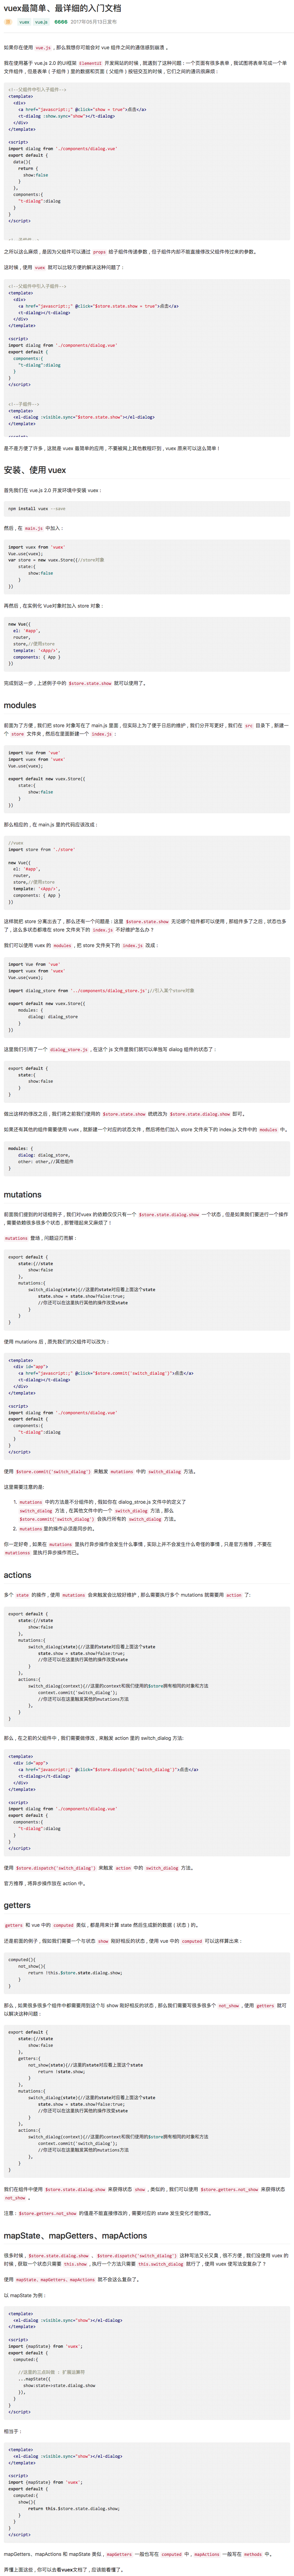 vuex最简单、最详细的入门文档
vuex vue.js 6666 2017年05月13日发布
如果你在使用 vue.js , 那么我想你可能会对 vue 组件之间的通信感到崩溃 。
我在使用基于 vue.js 2.0 的UI框架 ElementUI 开发网站的时候 , 就遇到了这种问题 : 一个页面有很多表单 , 我试图将表单写成一个单
文件组件 , 但是表单 ( 子组件 ) 里的数据和页面 ( 父组件 ) 按钮交互的时候 , 它们之间的通讯很麻烦 :
<!--父组件中引入子组件-->
<template>
<div>
<a href="javascript:;" @click="show = true">点击</a>
<t-dialog :show.sync="show"></t-dialog>
</div>
</template>
<script>
import dialog from './components/dialog.vue'
export default {
data(){
return {
show:false
}
},
components:{
"t-dialog":dialog
}
}
</script>
之所以这么麻烦 , 是因为父组件可以通过 props 给子组件传递参数 , 但子组件内却不能直接修改父组件传过来的参数。
这时候 , 使用 vuex 就可以比较方便的解决这种问题了 :
<!--父组件中引入子组件-->
<template>
<div>
<a href="javascript:;" @click="$store.state.show = true">点击</a>
<t-dialog></t-dialog>
</div>
</template>
<script>
import dialog from './components/dialog.vue'
export default {
components:{
"t-dialog":dialog
}
}
</script>
<!--子组件-->
<template>
<el-dialog :visible.sync="$store.state.show"></el-dialog>
</template>
是不是方便了许多 , 这就是 vuex 最简单的应用 , 不要被网上其他教程吓到 , vuex 原来可以这么简单 !
安装、使用 vuex
首先我们在 vue.js 2.0 开发环境中安装 vuex :
npm install vuex --save
然后 , 在 main.js 中加入 :
import vuex from 'vuex'
Vue.use(vuex);
var store = new vuex.Store({//store对象
state:{
show:false
}
})
再然后 , 在实例化 Vue对象时加入 store 对象 :
new Vue({
el: '#app',
router,
store,//使用store
template: '<App/>',
components: { App }
})
完成到这一步 , 上述例子中的 $store.state.show 就可以使用了。
modules
前面为了方便 , 我们把 store 对象写在了 main.js 里面 , 但实际上为了便于日后的维护 , 我们分开写更好 , 我们在 src 目录下 , 新建一
个 store 文件夹 , 然后在里面新建一个 index.js :
import Vue from 'vue'
import vuex from 'vuex'
Vue.use(vuex);
export default new vuex.Store({
state:{
show:false
}
})
那么相应的 , 在 main.js 里的代码应该改成 :
//vuex
import store from './store'
new Vue({
el: '#app',
router,
store,//使用store
template: '<App/>',
components: { App }
})
这样就把 store 分离出去了 , 那么还有一个问题是 : 这里 $store.state.show 无论哪个组件都可以使用 , 那组件多了之后 , 状态也多
了 , 这么多状态都堆在 store 文件夹下的 index.js 不好维护怎么办 ?
我们可以使用 vuex 的 modules , 把 store 文件夹下的 index.js 改成 :
import Vue from 'vue'
import vuex from 'vuex'
Vue.use(vuex);
import dialog_store from '../components/dialog_store.js';//引入某个store对象
export default new vuex.Store({
modules: {
dialog: dialog_store
}
})
这里我们引用了一个 dialog_store.js , 在这个 js 文件里我们就可以单独写 dialog 组件的状态了 :
export default {
state:{
show:false
}
}
做出这样的修改之后 , 我们将之前我们使用的 $store.state.show 统统改为 $store.state.dialog.show 即可。
如果还有其他的组件需要使用 vuex , 就新建一个对应的状态文件 , 然后将他们加入 store 文件夹下的 index.js 文件中的 modules 中。
modules: {
dialog: dialog_store,
other: other,//其他组件
}
mutations
前面我们提到的对话框例子 , 我们对vuex 的依赖仅仅只有一个 $store.state.dialog.show 一个状态 , 但是如果我们要进行一个操作
, 需要依赖很多很多个状态 , 那管理起来又麻烦了 !
mutations 登场 , 问题迎刃而解 :
export default {
state:{//state
show:false
},
mutations:{
switch_dialog(state){//这里的state对应着上面这个state
state.show = state.show?false:true;
//你还可以在这里执行其他的操作改变state
}
}
}
使用 mutations 后 , 原先我们的父组件可以改为 :
<template>
<div id="app">
<a href="javascript:;" @click="$store.commit('switch_dialog')">点击</a>
<t-dialog></t-dialog>
</div>
</template>
<script>
import dialog from './components/dialog.vue'
export default {
components:{
"t-dialog":dialog
}
}
</script>
使用 $store.commit('switch_dialog') 来触发 mutations 中的 switch_dialog 方法。
这里需要注意的是:
1. mutations 中的方法是不分组件的 , 假如你在 dialog_stroe.js 文件中的定义了
switch_dialog 方法 , 在其他文件中的一个 switch_dialog 方法 , 那么
$store.commit('switch_dialog') 会执行所有的 switch_dialog 方法。
2. mutations里的操作必须是同步的。
你一定好奇 , 如果在 mutations 里执行异步操作会发生什么事情 , 实际上并不会发生什么奇怪的事情 , 只是官方推荐 , 不要在
mutationss 里执行异步操作而已。
actions
多个 state 的操作 , 使用 mutations 会来触发会比较好维护 , 那么需要执行多个 mutations 就需要用 action 了:
export default {
state:{//state
show:false
},
mutations:{
switch_dialog(state){//这里的state对应着上面这个state
state.show = state.show?false:true;
//你还可以在这里执行其他的操作改变state
}
},
actions:{
switch_dialog(context){//这里的context和我们使用的$store拥有相同的对象和方法
context.commit('switch_dialog');
//你还可以在这里触发其他的mutations方法
},
}
}
那么 , 在之前的父组件中 , 我们需要做修改 , 来触发 action 里的 switch_dialog 方法:
<template>
<div id="app">
<a href="javascript:;" @click="$store.dispatch('switch_dialog')">点击</a>
<t-dialog></t-dialog>
</div>
</template>
<script>
import dialog from './components/dialog.vue'
export default {
components:{
"t-dialog":dialog
}
}
</script>
使用 $store.dispatch('switch_dialog') 来触发 action 中的 switch_dialog 方法。
官方推荐 , 将异步操作放在 action 中。
getters
getters 和 vue 中的 computed 类似 , 都是用来计算 state 然后生成新的数据 ( 状态 ) 的。
还是前面的例子 , 假如我们需要一个与状态 show 刚好相反的状态 , 使用 vue 中的 computed 可以这样算出来 :
computed(){
not_show(){
return !this.$store.state.dialog.show;
}
}
那么 , 如果很多很多个组件中都需要用到这个与 show 刚好相反的状态 , 那么我们需要写很多很多个 not_show , 使用 getters 就可
以解决这种问题 :
export default {
state:{//state
show:false
},
getters:{
not_show(state){//这里的state对应着上面这个state
return !state.show;
}
},
mutations:{
switch_dialog(state){//这里的state对应着上面这个state
state.show = state.show?false:true;
//你还可以在这里执行其他的操作改变state
}
},
actions:{
switch_dialog(context){//这里的context和我们使用的$store拥有相同的对象和方法
context.commit('switch_dialog');
//你还可以在这里触发其他的mutations方法
},
}
}
我们在组件中使用 $store.state.dialog.show 来获得状态 show , 类似的 , 我们可以使用 $store.getters.not_show 来获得状态
not_show 。
注意 : $store.getters.not_show 的值是不能直接修改的 , 需要对应的 state 发生变化才能修改。
mapState、mapGetters、mapActions
很多时候 , $store.state.dialog.show 、 $store.dispatch('switch_dialog') 这种写法又长又臭 , 很不方便 , 我们没使用 vuex 的
时候 , 获取一个状态只需要 this.show , 执行一个方法只需要 this.switch_dialog 就行了 , 使用 vuex 使写法变复杂了 ?
使用 mapState、mapGetters、mapActions 就不会这么复杂了。
以 mapState 为例 :
<template>
<el-dialog :visible.sync="show"></el-dialog>
</template>
<script>
import {mapState} from 'vuex';
export default {
computed:{
//这里的三点叫做 : 扩展运算符
...mapState({
show:state=>state.dialog.show
}),
}
}
</script>
相当于 :
<template>
<el-dialog :visible.sync="show"></el-dialog>
</template>
<script>
import {mapState} from 'vuex';
export default {
computed:{
show(){
return this.$store.state.dialog.show;
}
}
}
</script>
mapGetters、mapActions 和 mapState 类似 , mapGetters 一般也写在 computed 中 , mapActions 一般写在 methods 中。
弄懂上面这些 , 你可以去看vuex文档了 , 应该能看懂了。